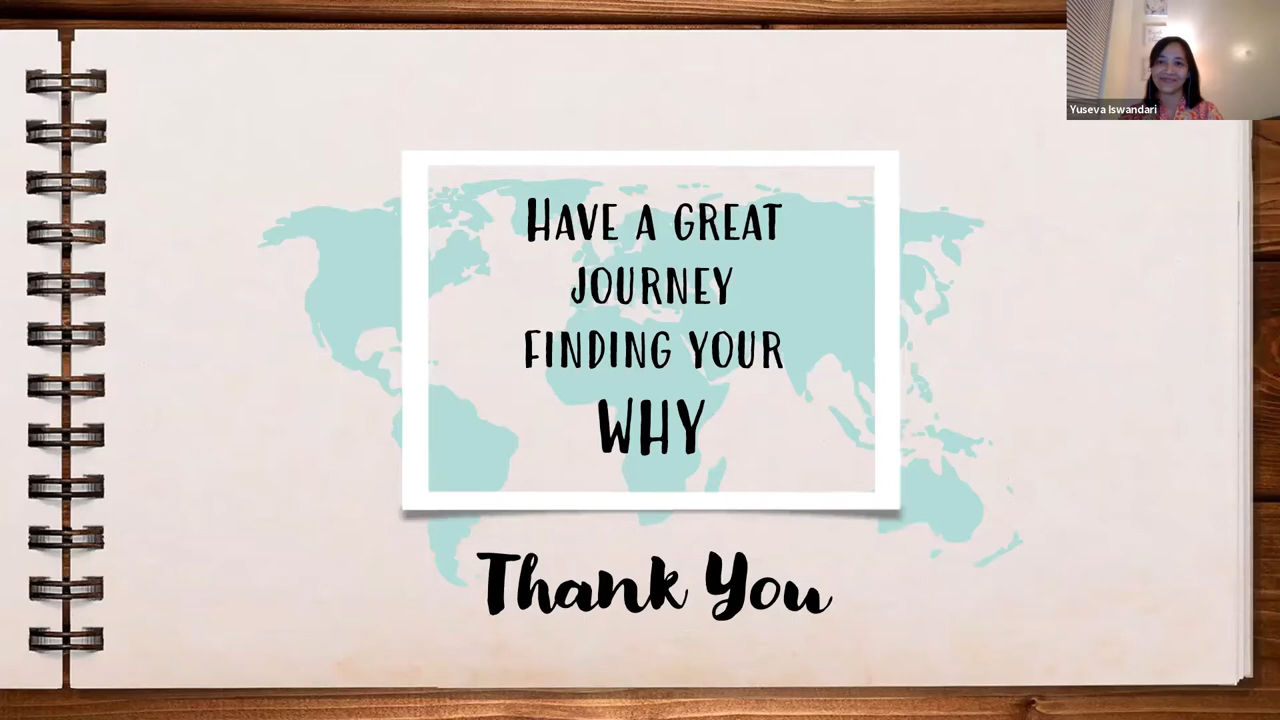 Yuseva Iswandari
HAVE A GREAT
JOURNEY
FINDING YOUR
WHY
Thank You